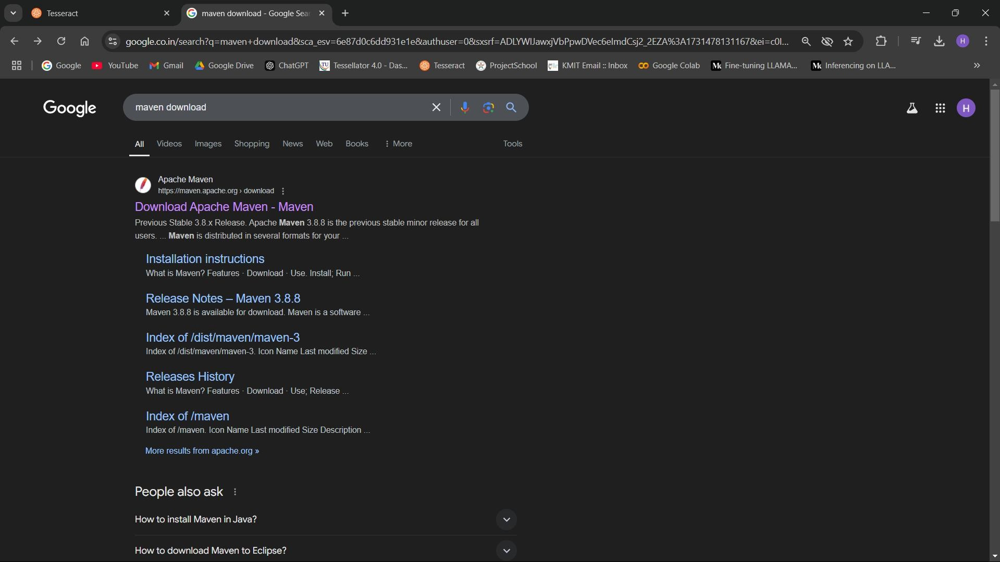 Tesseract
maven download - Google Sear
google.co.in/search?q=maven+download&sca_esv=6e87d0c6dd931e1e&authuser=0&sxsrf=ADLYWIJawxjVbPpwDVec6eImdCsj2_2EZA%3A1731478131167&ei=c0I...
H
Google
YouTube
Gmail
Google Drive
ChatGPT
TU
Tessellator 4.0 - Das...
Tesseract
ProjectSchool
KMIT Email :: Inbox
Google Colab
Fine-tuning LLAMA...
Inferencing on LLA...
Google
maven download
H
All
Videos
Images
Shopping
News
Web
Books
More
Tools
Apache Maven
https://maven.apache.org › download
Download Apache Maven - Maven
Previous Stable 3.8.x Release. Apache Maven 3.8.8 is the previous stable minor release for all
users. ... Maven is distributed in several formats for your ...
Installation instructions
What is Maven? Features · Download · Use. Install; Run ...
Release Notes – Maven 3.8.8
Maven 3.8.8 is available for download. Maven is a software ...
Index of /dist/maven/maven-3
Index of /dist/maven/maven-3. Icon Name Last modified Size ...
Releases History
What is Maven? Features · Download · Use; Release ...
Index of /maven
Index of /maven. Icon Name Last modified Size Description ...
More results from apache.org »
People also ask
How to install Maven in Java?
How to download Maven to Eclipse?